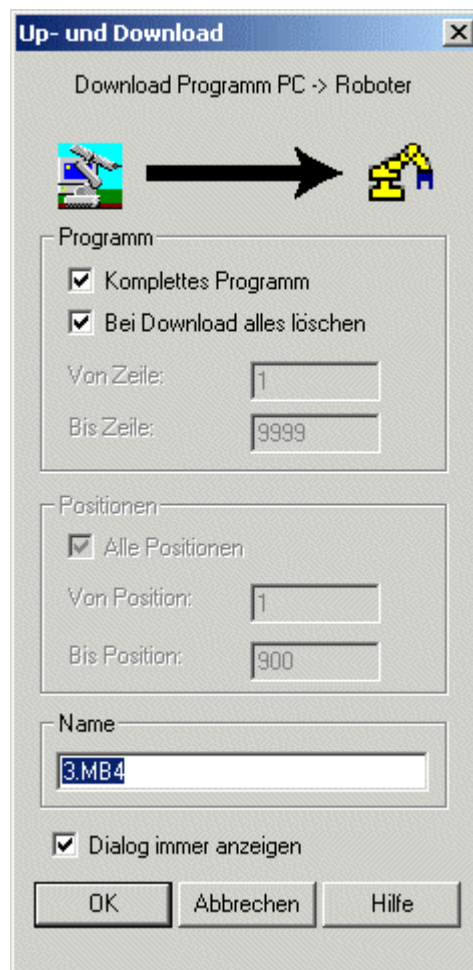 Up- und Download
Download Programm PC -> Roboter
Programm
Komplettes Programm
Bei Download alles löschen
Von Zeile: 1
Bis Zeile: 9999
Positionen
Alle Positionen
Von Position: 1
Bis Position: 900
Name
3.MB4
Dialog immer anzeigen
OK Abbrechen Hilfe